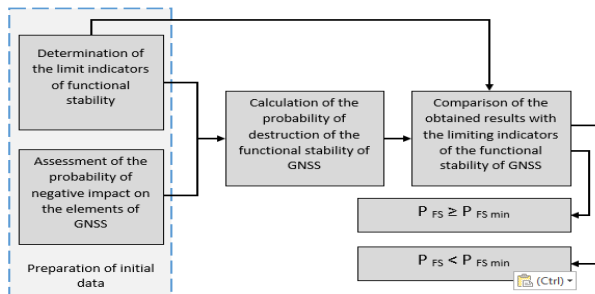 Determination of
the limit indicators
of functional
stability
Assessment of the
probability of
negative impact on
the elements of
GNSS
Preparation of initial
data
Calculation of the
probability of
destruction of the
functional stability of
GNSS
Comparison of the
obtained results with
the limiting indicators
of the functional
stability of GNSS
P FS ≥ P FS min
P FS < P FS min
(Ctrl)